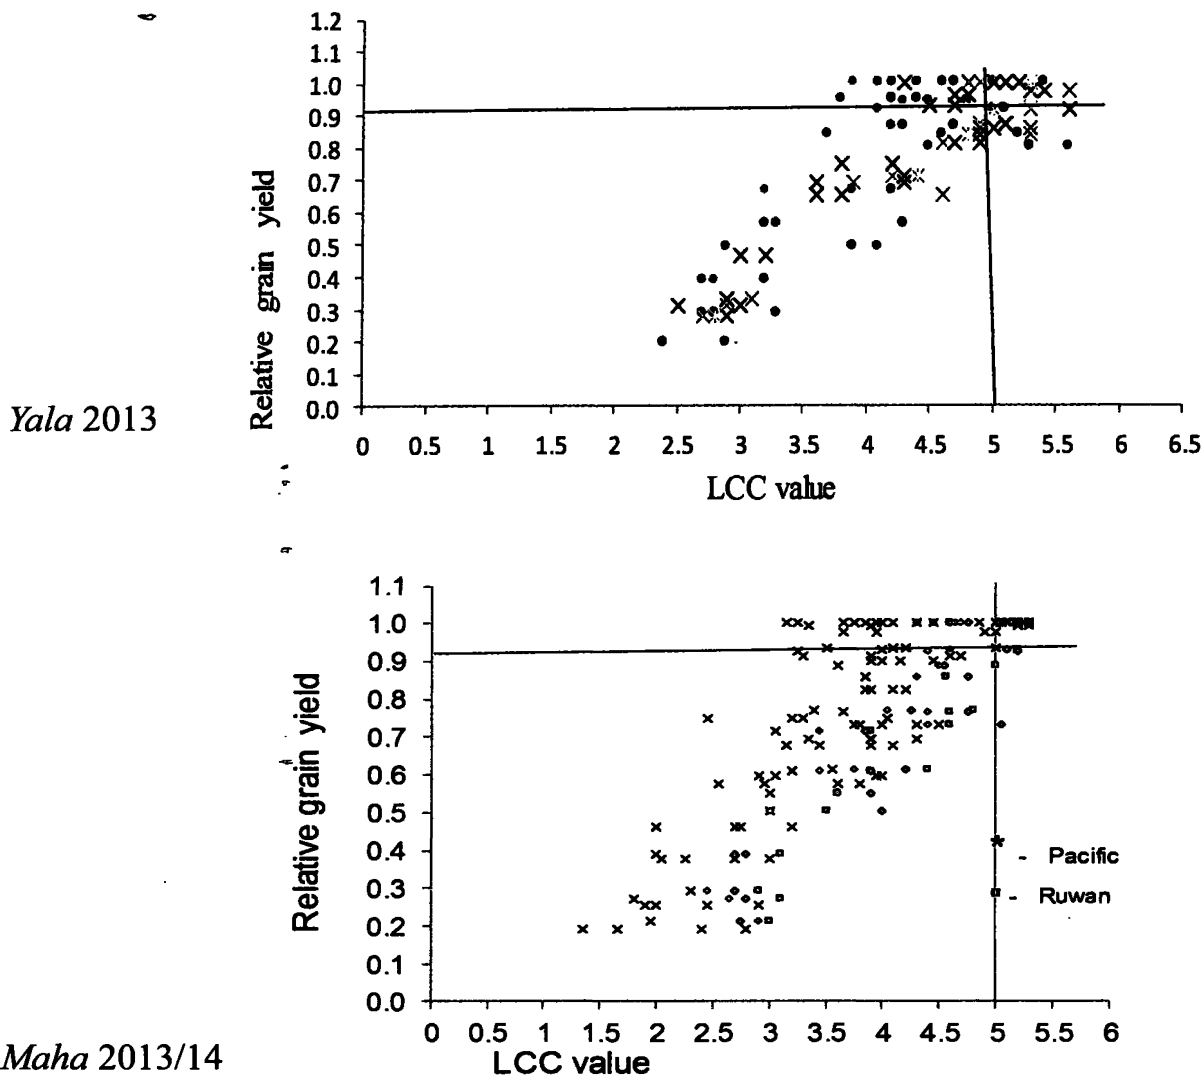 1.2
1.1
1.0
0.9
0.8
0.7
0.6
0.5
0.4
0.3
0.2
0.1
0.0
Relative grain yield
Yala 2013
0 0.5 1 1.5 2 2.5 3 3.5 4 4.5 5 5.5 6 6.5
LCC value
1.1
1.0
0.9
0.8
0.7
0.6
0.5
0.4
0.3
0.2
0.1
0.0
Relative grain yield
- Pacific
- Ruwan
0 0.5 1 1.5 2 2.5 3 3.5 4 4.5 5 5.5 6
Maha 2013/14
LCC value